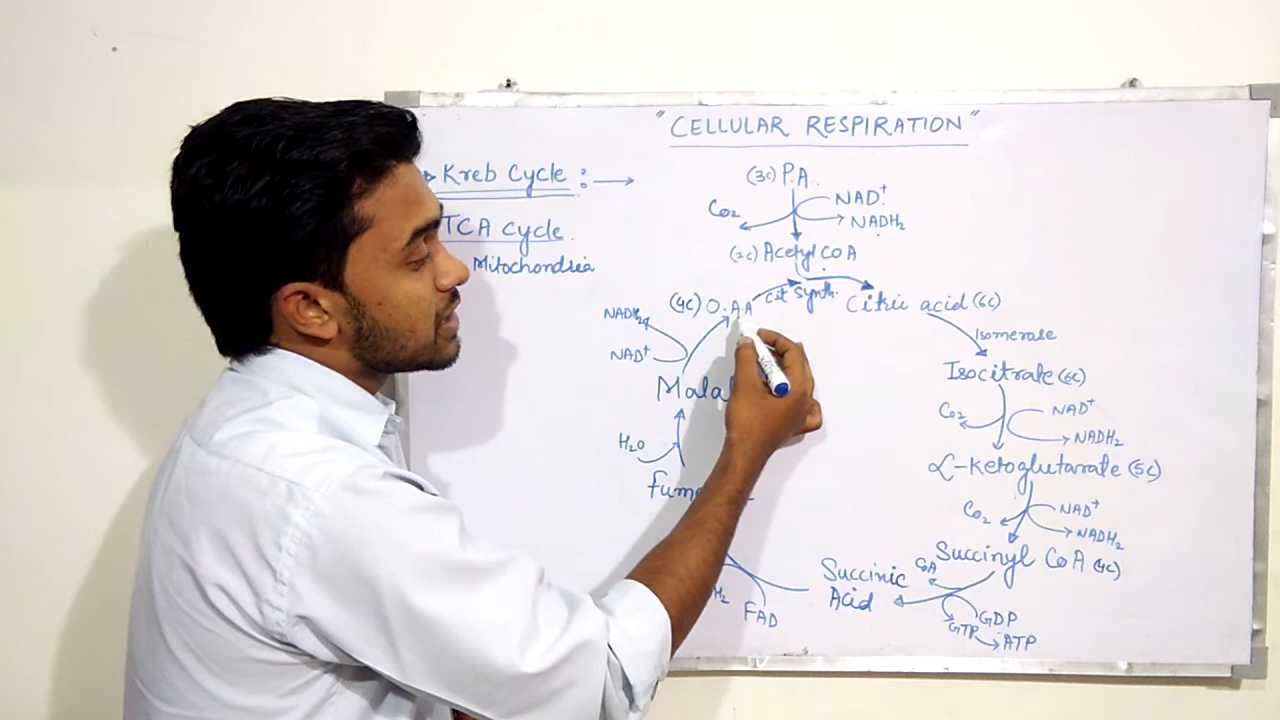 "CELLULAR RESPIRATION"
Kreb Cycle :→
TCA Cycle
Mitochondria
(3c) P.A.
Co₂
NAD⁺
NADH₂
(2c) Acetyl CoA
(4c) O.A.A
cit Synth.
Citric acid (6c)
Isomerase
Isocitrate (6c)
Co₂
NAD⁺
NADH₂
α-Ketoglutarate (5c)
Co₂
NAD⁺
NADH₂
Succinyl CoA (4c)
CoA
GDP
GTP → ATP
Succinic
Acid
FAD
H₂
H₂O
NAD⁺
NADH₂